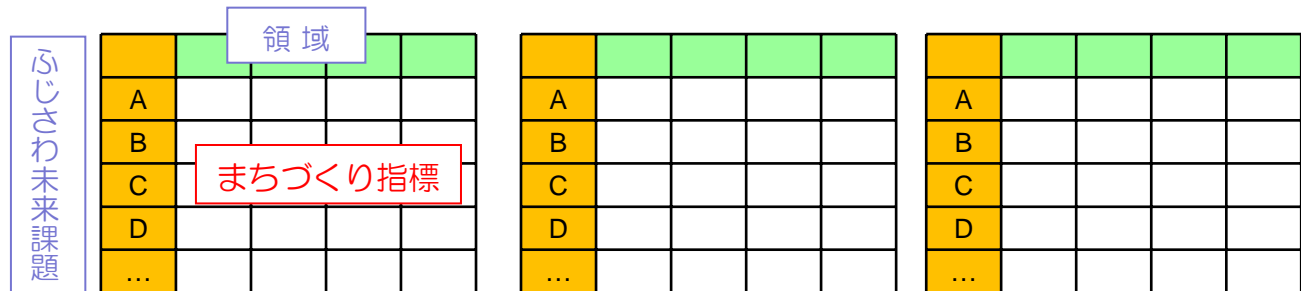 領 域
ふじさわ未来課題
A A A
B B B
まちづくり指標
C C C
D D D
… … …